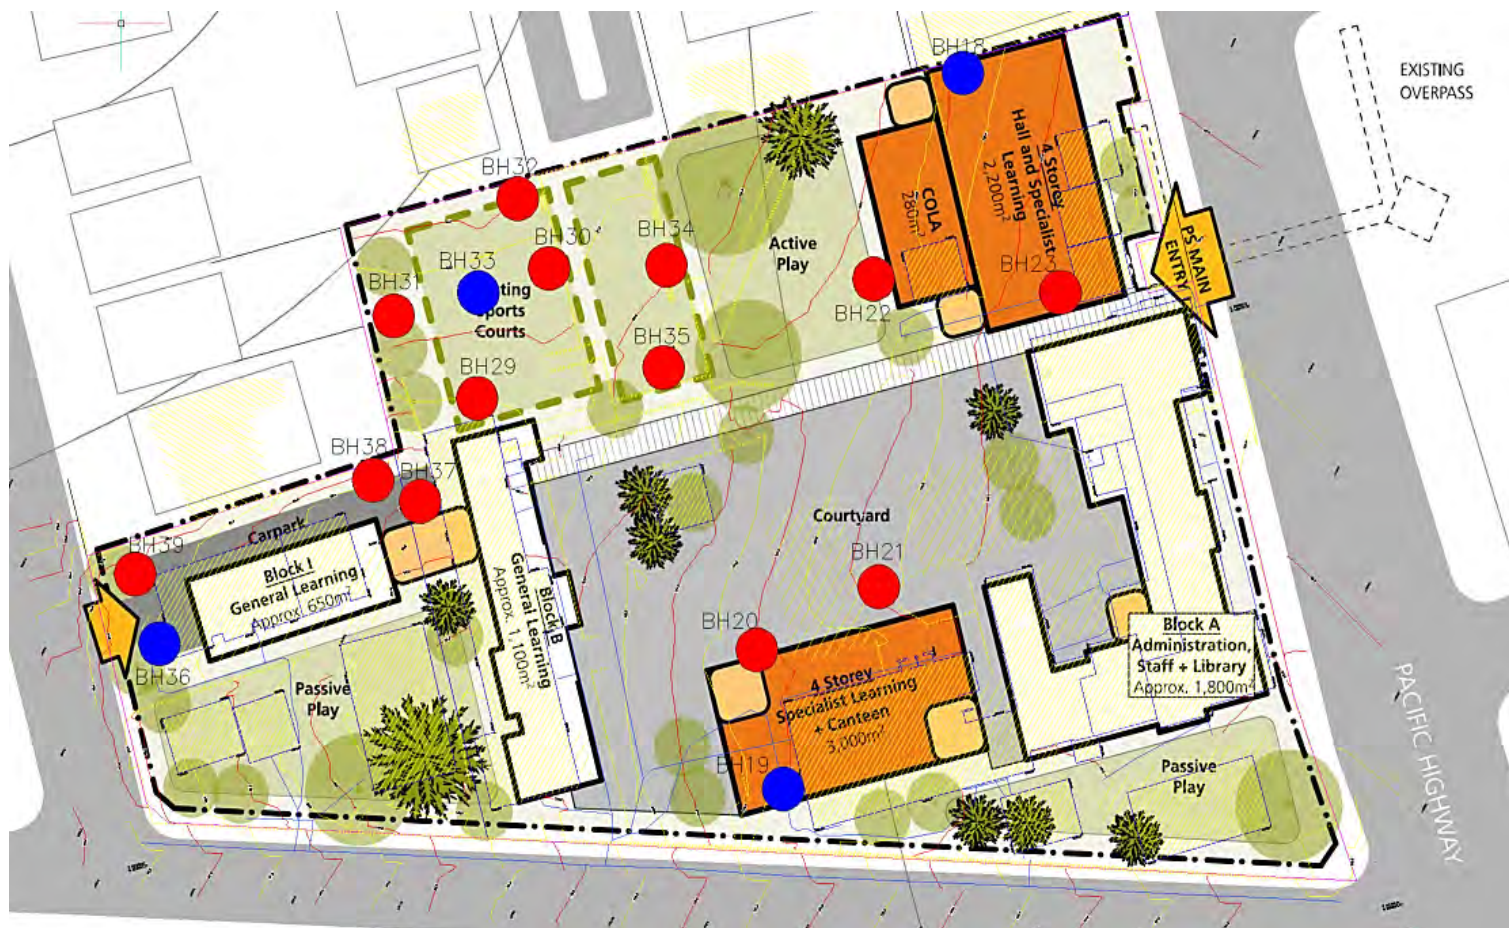 EXISTING
OVERPASS
BH18
4 Storey
Hall and Specialist
Learning
2,200m²
COLA
280m²
PS MAIN
ENTRY
BH32
BH30
BH34
BH33
BH31
Sports
Courts
Active
Play
BH22
BH23
BH35
BH29
BH38
BH37
BH39
Carpark
Block I
General Learning
Approx. 650m²
BH36
Passive
Play
Block B
General Learning
Approx. 1,100m²
Courtyard
BH21
BH20
4 Storey
Specialist Learning
+ Canteen
3,000m²
BH19
Block A
Administration,
Staff + Library
Approx. 1,800m²
Passive
Play
PACIFIC HIGHWAY